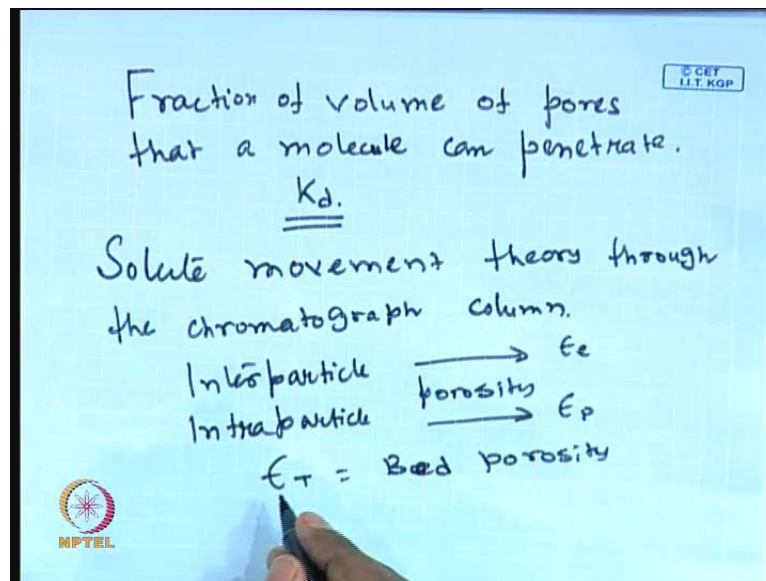 © CET
I.I.T. KGP
Fraction of volume of pores
that a molecule can penetrate.
Kd.
Solute movement theory through
the chromatograph column.
Interparticle → εe
porosity
Intraparticle → εp
εT = Bed porosity
NPTEL